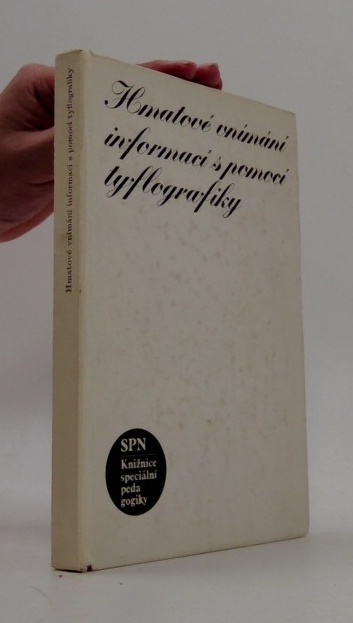 Hmatové vnímání
informací s pomocí
tyflografiky
SPN
Knižnice
speciální
peda
gogiky
Hmatové vnímání informací s pomocí tyflografiky